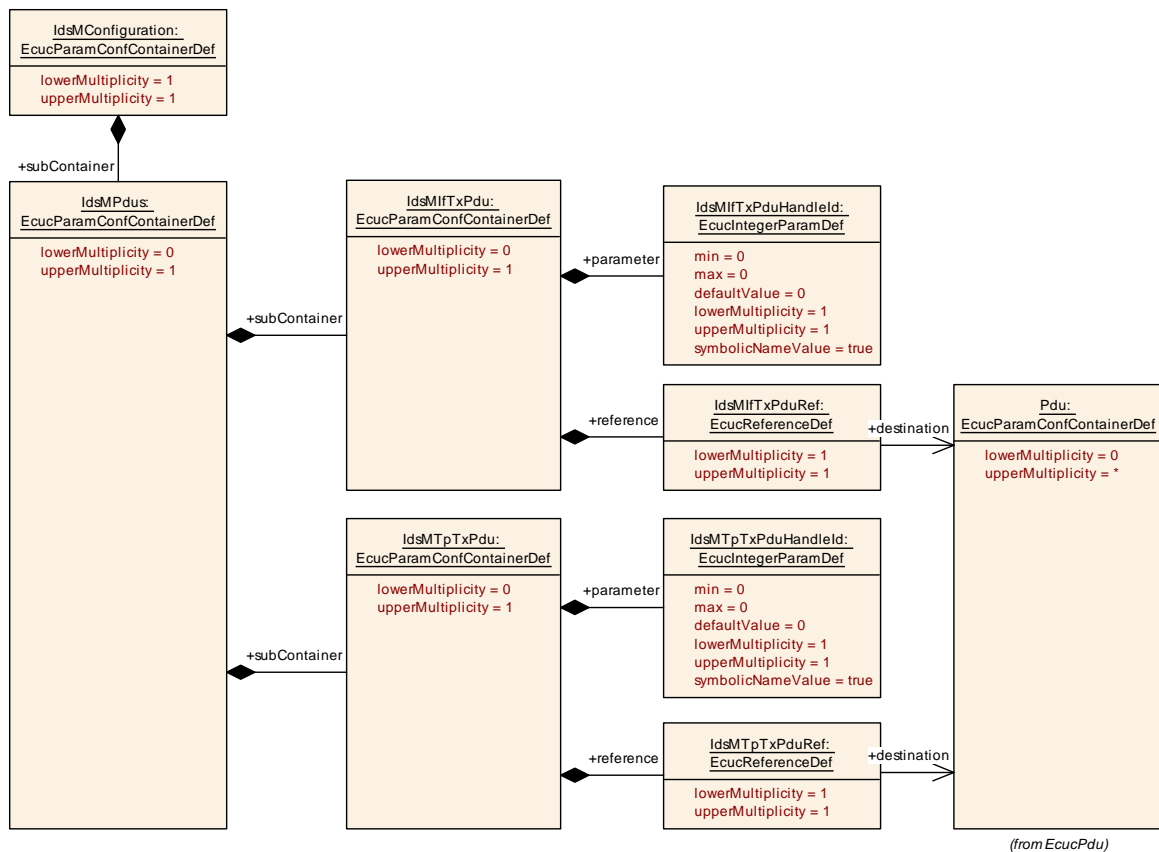 IdsMConfiguration:
EcucParamConfContainerDef
lowerMultiplicity = 1
upperMultiplicity = 1
+subContainer
IdsMPdus:
EcucParamConfContainerDef
lowerMultiplicity = 0
upperMultiplicity = 1
+subContainer
+subContainer
IdsMIfTxPdu:
EcucParamConfContainerDef
lowerMultiplicity = 0
upperMultiplicity = 1
+parameter
IdsMIfTxPduHandleId:
EcucIntegerParamDef
min = 0
max = 0
defaultValue = 0
lowerMultiplicity = 1
upperMultiplicity = 1
symbolicNameValue = true
+reference
IdsMIfTxPduRef:
EcucReferenceDef
lowerMultiplicity = 1
upperMultiplicity = 1
+destination
Pdu:
EcucParamConfContainerDef
lowerMultiplicity = 0
upperMultiplicity = *
IdsMTpTxPdu:
EcucParamConfContainerDef
lowerMultiplicity = 0
upperMultiplicity = 1
+parameter
IdsMTpTxPduHandleId:
EcucIntegerParamDef
min = 0
max = 0
defaultValue = 0
lowerMultiplicity = 1
upperMultiplicity = 1
symbolicNameValue = true
+reference
IdsMTpTxPduRef:
EcucReferenceDef
lowerMultiplicity = 1
upperMultiplicity = 1
+destination
(from EcucPdu)